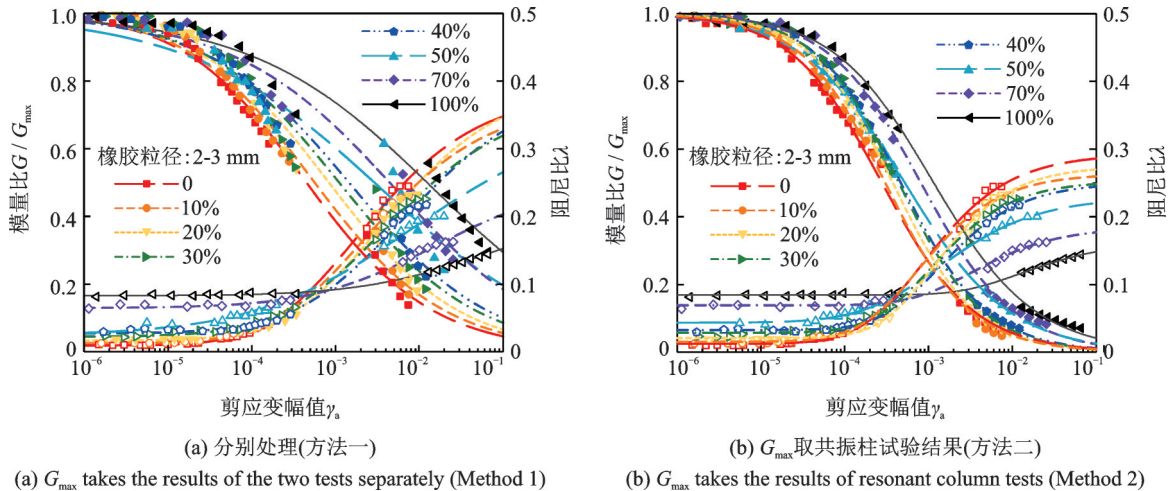 1.0
0.8
0.6
0.4
0.2
0
模量比G / Gmax
0.5
0.4
0.3
0.2
0.1
0
阻尼比λ
40%
50%
70%
100%
橡胶粒径:2-3 mm
0
10%
20%
30%
10⁻⁶ 10⁻⁵ 10⁻⁴ 10⁻³ 10⁻² 10⁻¹
剪应变幅值γa
(a) 分别处理(方法一)
(a) Gmax takes the results of the two tests separately (Method 1)
1.0
0.8
0.6
0.4
0.2
0
模量比G / Gmax
0.5
0.4
0.3
0.2
0.1
0
阻尼比λ
40%
50%
70%
100%
橡胶粒径:2-3 mm
0
10%
20%
30%
10⁻⁶ 10⁻⁵ 10⁻⁴ 10⁻³ 10⁻² 10⁻¹
剪应变幅值γa
(b) Gmax取共振柱试验结果(方法二)
(b) Gmax takes the results of resonant column tests (Method 2)